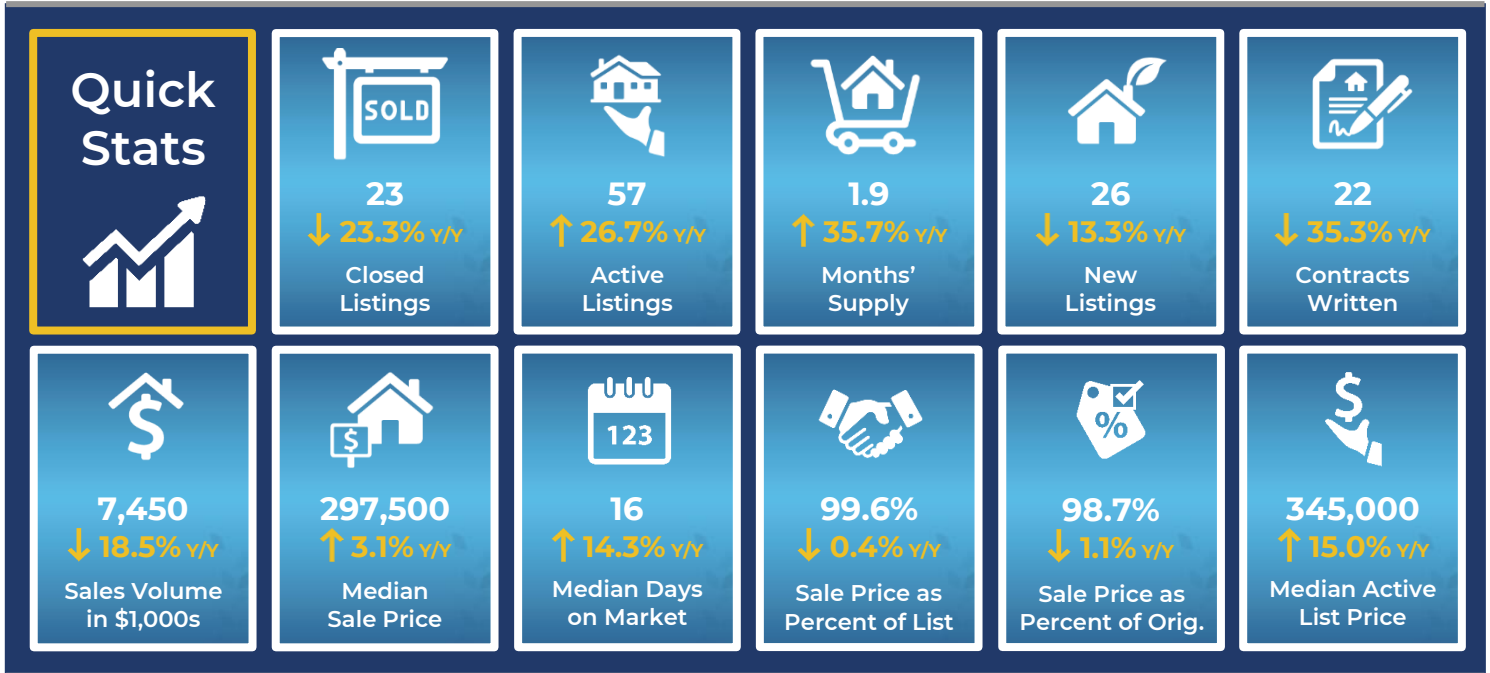 Quick
Stats
SOLD
23
↓ 23.3% Y/Y
Closed
Listings
57
↑ 26.7% Y/Y
Active
Listings
1.9
↑ 35.7% Y/Y
Months’
Supply
26
↓ 13.3% Y/Y
New
Listings
22
↓ 35.3% Y/Y
Contracts
Written
$
7,450
↓ 18.5% Y/Y
Sales Volume
in $1,000s
$
297,500
↑ 3.1% Y/Y
Median
Sale Price
123
16
↑ 14.3% Y/Y
Median Days
on Market
99.6%
↓ 0.4% Y/Y
Sale Price as
Percent of List
%
98.7%
↓ 1.1% Y/Y
Sale Price as
Percent of Orig.
$
345,000
↑ 15.0% Y/Y
Median Active
List Price